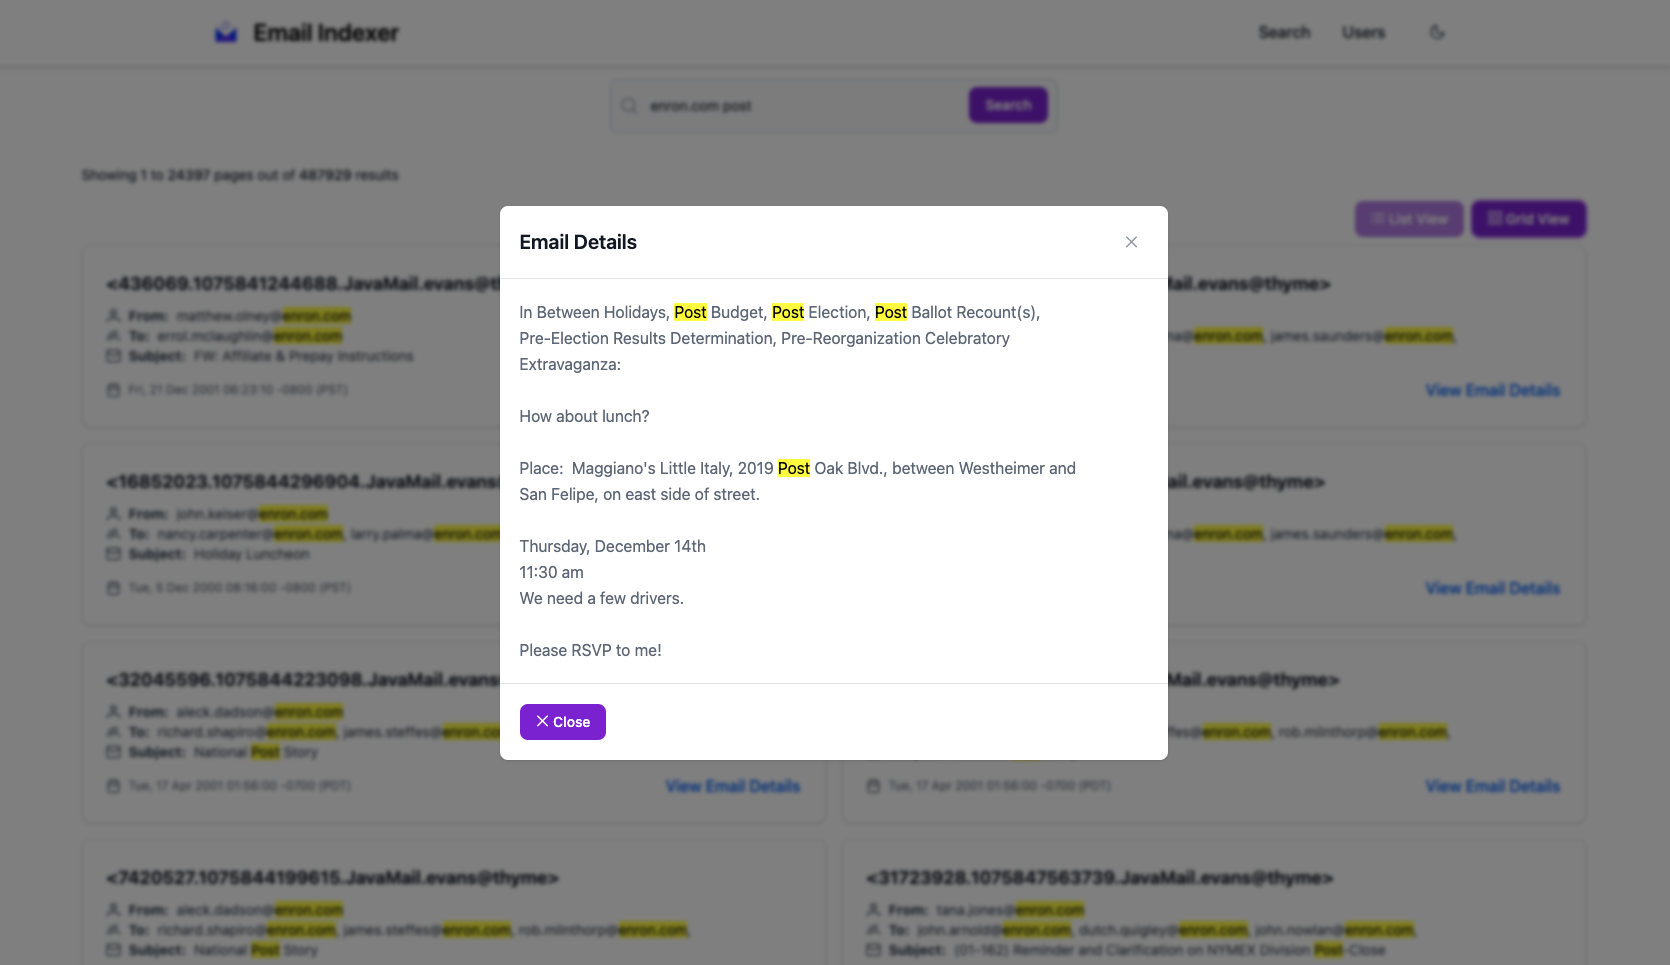 Email Indexer
Search
Users
enron.com post
Search
Showing 1 to 24397 pages out of 487929 results
List View
Grid View
Email Details
In Between Holidays, Post Budget, Post Election, Post Ballot Recount(s),
Pre-Election Results Determination, Pre-Reorganization Celebratory
Extravaganza:
How about lunch?
Place:  Maggiano's Little Italy, 2019 Post Oak Blvd., between Westheimer and
San Felipe, on east side of street.
Thursday, December 14th
11:30 am
We need a few drivers.
Please RSVP to me!
Close
<436069.1075841244688.JavaMail.evans@th
From: matthew.olney@enron.com
To: errol.mclaughlin@enron.com
Subject: FW: Affiliate & Prepay Instructions
Fri, 21 Dec 2001 06:23:10 -0800 (PST)
Mail.evans@thyme>
na@enron.com, james.saunders@enron.com,
View Email Details
<16852023.1075844296904.JavaMail.evans
From: john.keiser@enron.com
To: nancy.carpenter@enron.com, larry.palma@enron.com
Subject: Holiday Luncheon
Tue, 5 Dec 2000 08:16:00 -0800 (PST)
ail.evans@thyme>
na@enron.com, james.saunders@enron.com,
View Email Details
<32045596.1075844223098.JavaMail.evans
From: aleck.dadson@enron.com
To: richard.shapiro@enron.com, james.steffes@enron.co
Subject: National Post Story
Tue, 17 Apr 2001 01:56:00 -0700 (PDT)
View Email Details
Mail.evans@thyme>
ffes@enron.com, rob.milnthorp@enron.com,
Tue, 17 Apr 2001 01:56:00 -0700 (PDT)
View Email Details
<7420527.1075844199615.JavaMail.evans@thyme>
From: aleck.dadson@enron.com
To: richard.shapiro@enron.com, james.steffes@enron.com, rob.milnthorp@enron.com,
Subject: National Post Story
<31723928.1075847563739.JavaMail.evans@thyme>
From: tana.jones@enron.com
To: john.arnold@enron.com, dutch.quigley@enron.com, john.nowlan@enron.com,
Subject: (01-162) Reminder and Clarification on NYMEX Division Post-Close